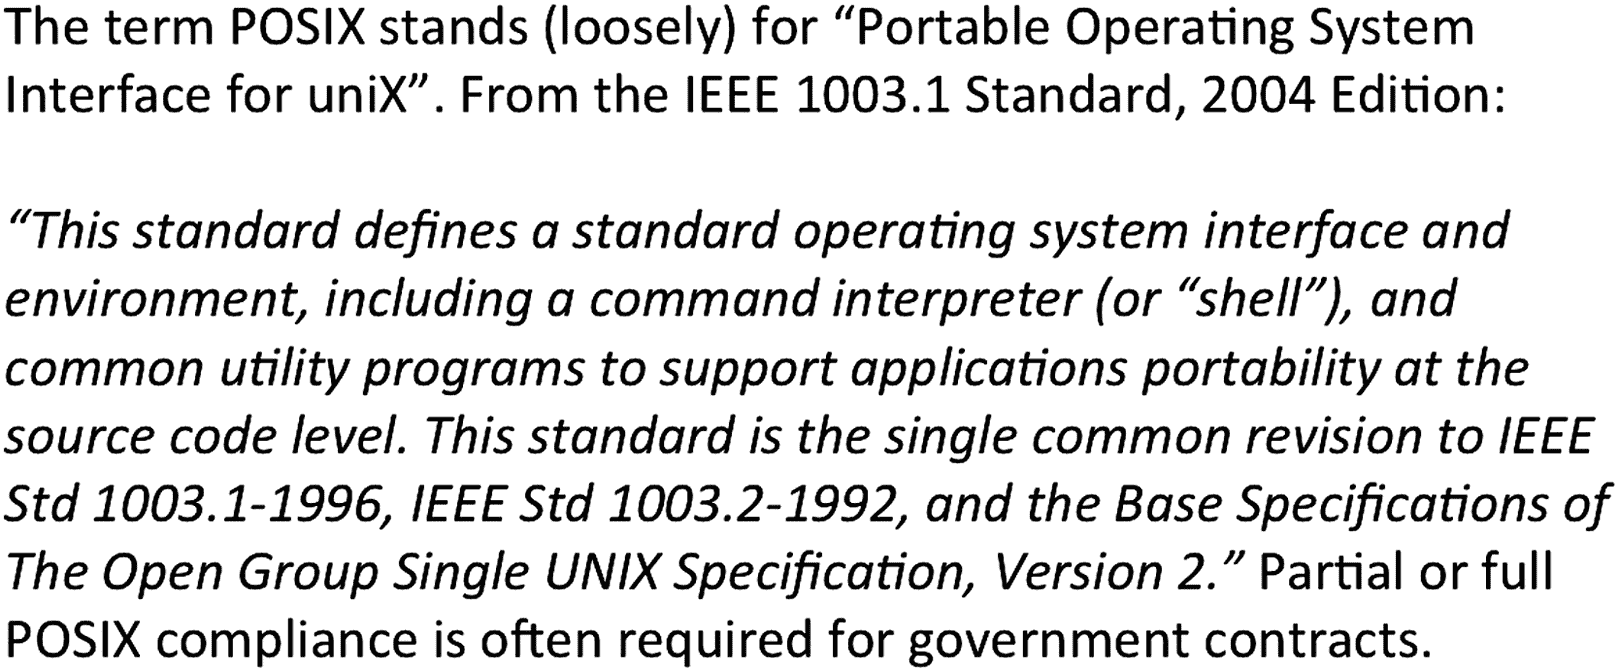 The term POSIX stands (loosely) for “Portable Operating System
Interface for uniX”. From the IEEE 1003.1 Standard, 2004 Edition:
“This standard defines a standard operating system interface and
environment, including a command interpreter (or “shell”), and
common utility programs to support applications portability at the
source code level. This standard is the single common revision to IEEE
Std 1003.1-1996, IEEE Std 1003.2-1992, and the Base Specifications of
The Open Group Single UNIX Specification, Version 2.” Partial or full
POSIX compliance is often required for government contracts.